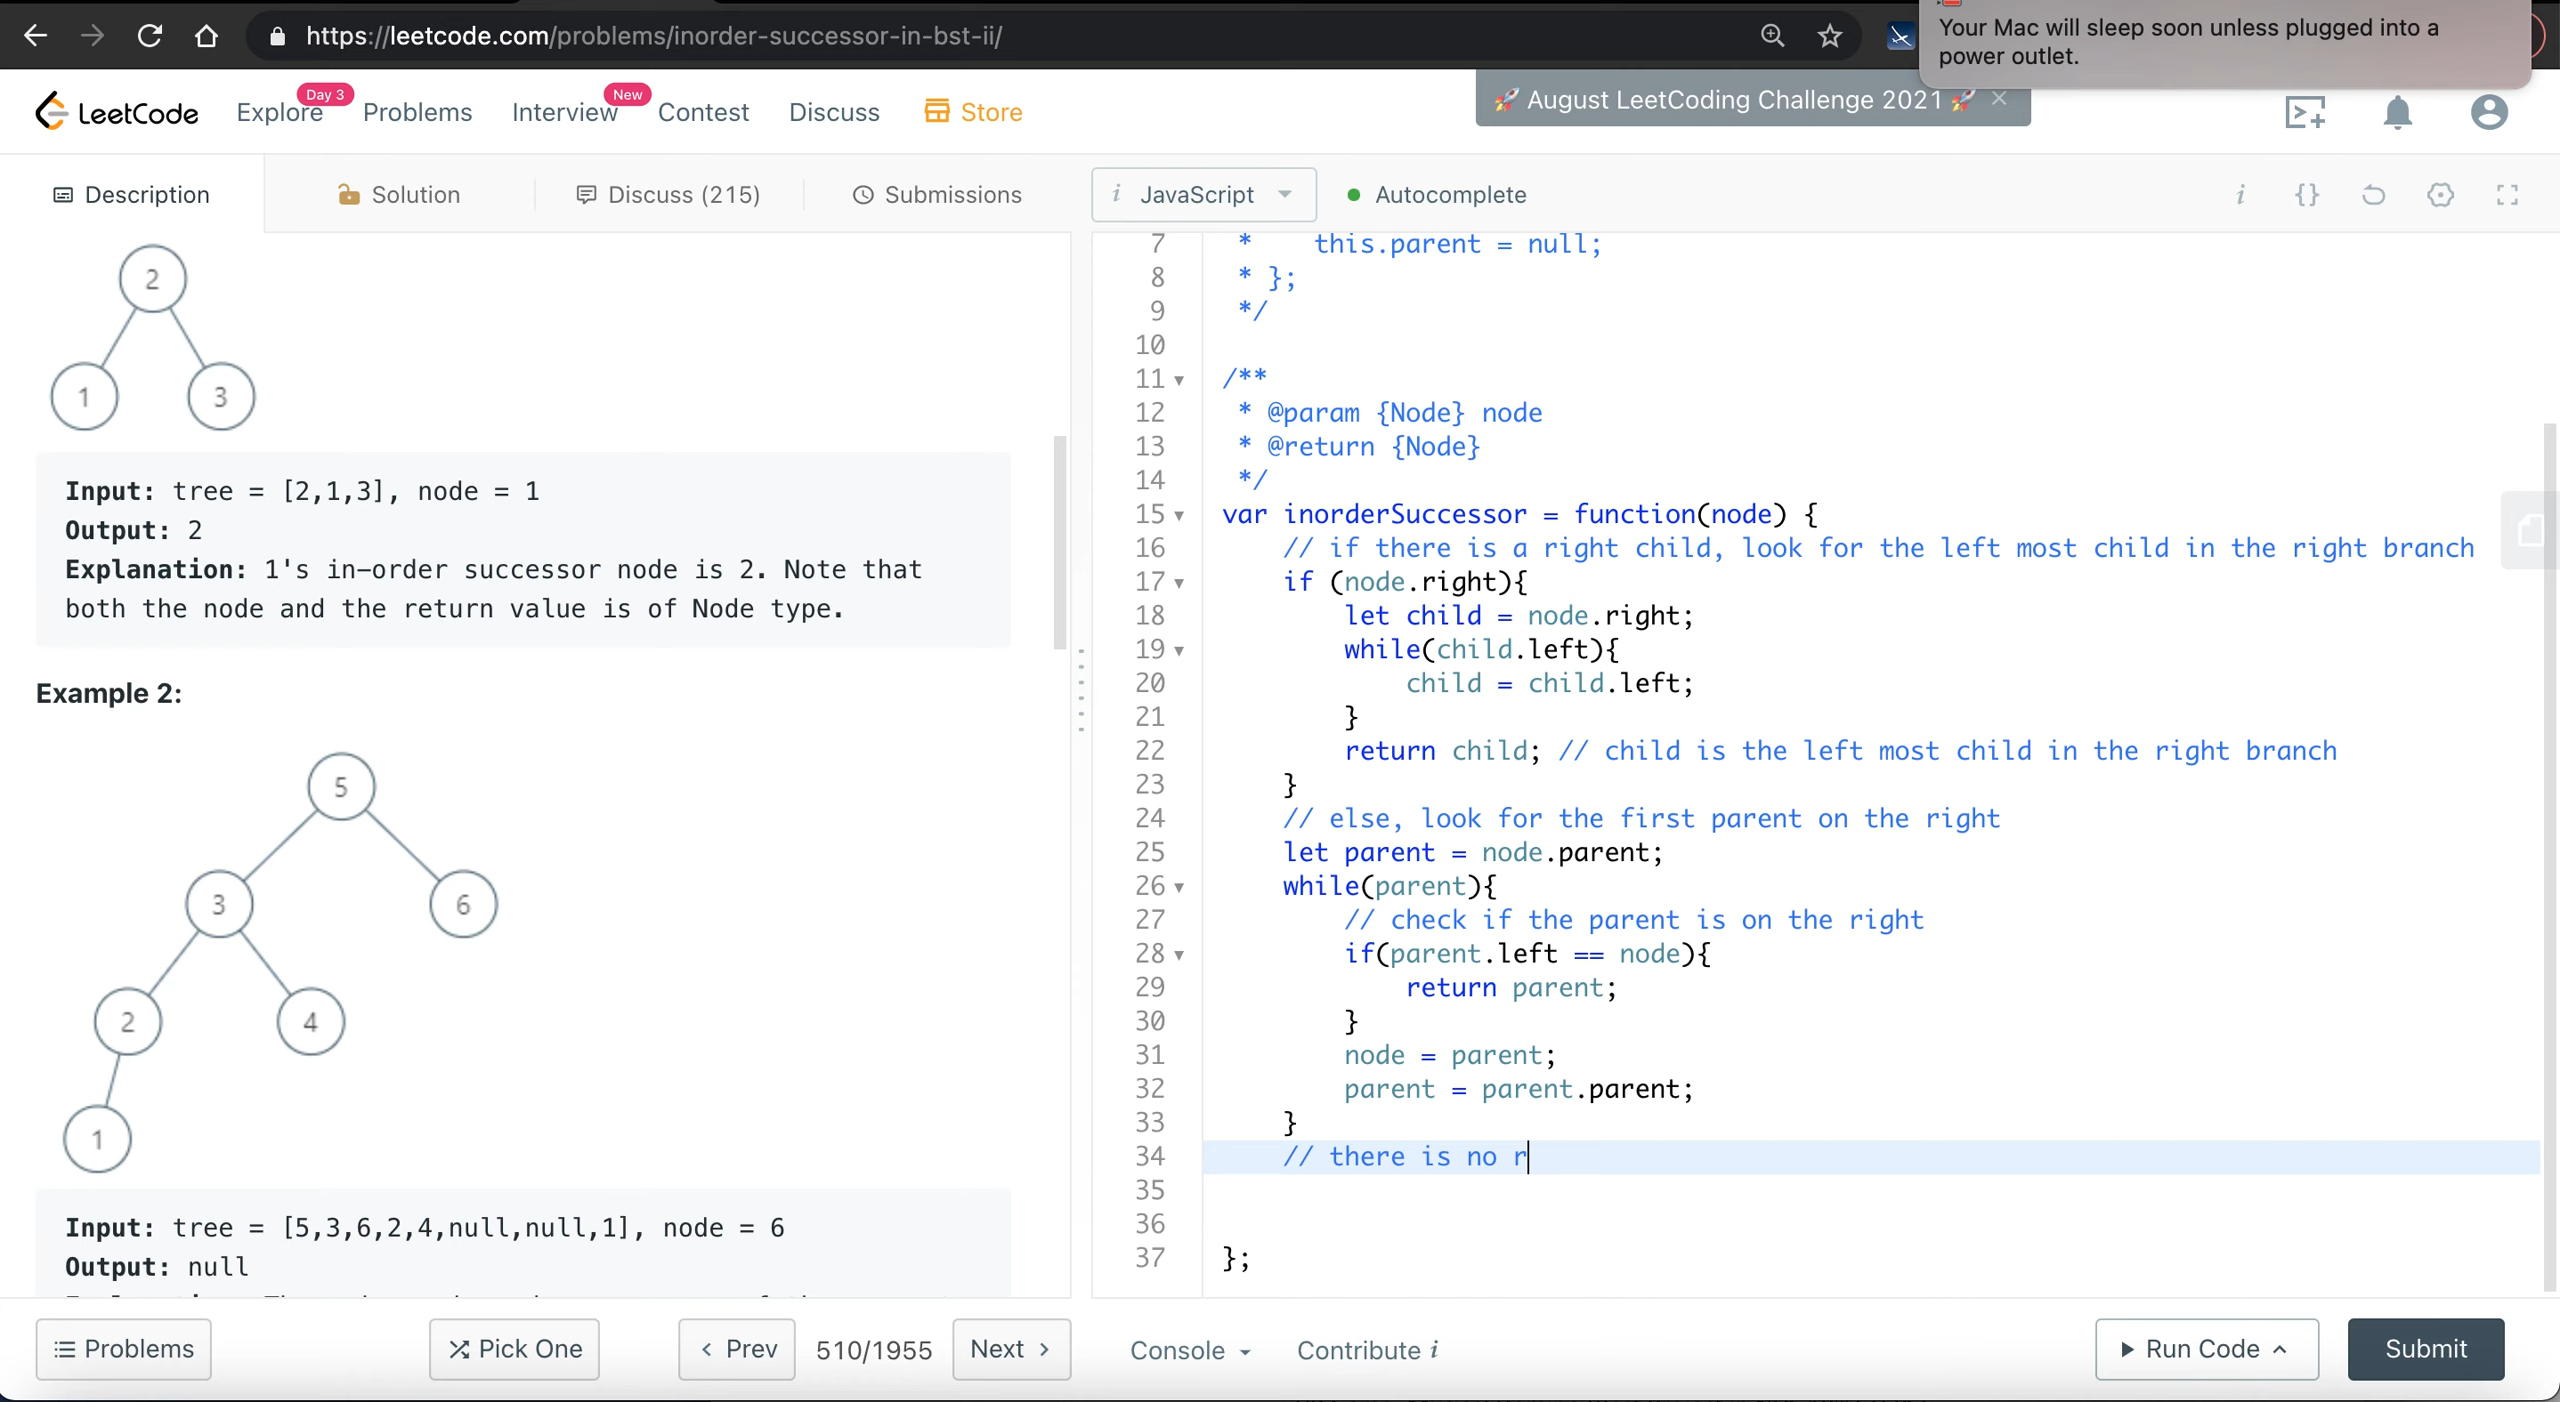 https://leetcode.com/problems/inorder-successor-in-bst-ii/
Your Mac will sleep soon unless plugged into a
power outlet.
LeetCode
Explore
Day 3
Problems
Interview
New
Contest
Discuss
Store
🚀 August LeetCoding Challenge 2021 🚀 ×
Description
Solution
Discuss (215)
Submissions
i JavaScript
Autocomplete
2
1
3
Input: tree = [2,1,3], node = 1
Output: 2
Explanation: 1's in-order successor node is 2. Note that
both the node and the return value is of Node type.
Example 2:
5
3
6
2
4
1
Input: tree = [5,3,6,2,4,null,null,1], node = 6
Output: null
7  *    this.parent = null;
8  * };
9  */
10
11 /**
12  * @param {Node} node
13  * @return {Node}
14  */
15 var inorderSuccessor = function(node) {
16     // if there is a right child, look for the left most child in the right branch
17     if (node.right){
18         let child = node.right;
19         while(child.left){
20             child = child.left;
21         }
22         return child; // child is the left most child in the right branch
23     }
24     // else, look for the first parent on the right
25     let parent = node.parent;
26     while(parent){
27         // check if the parent is on the right
28         if(parent.left == node){
29             return parent;
30         }
31         node = parent;
32         parent = parent.parent;
33     }
34     // there is no r
35
36
37 };
Problems
Pick One
‹ Prev
510/1955
Next ›
Console
Contribute i
Run Code
Submit